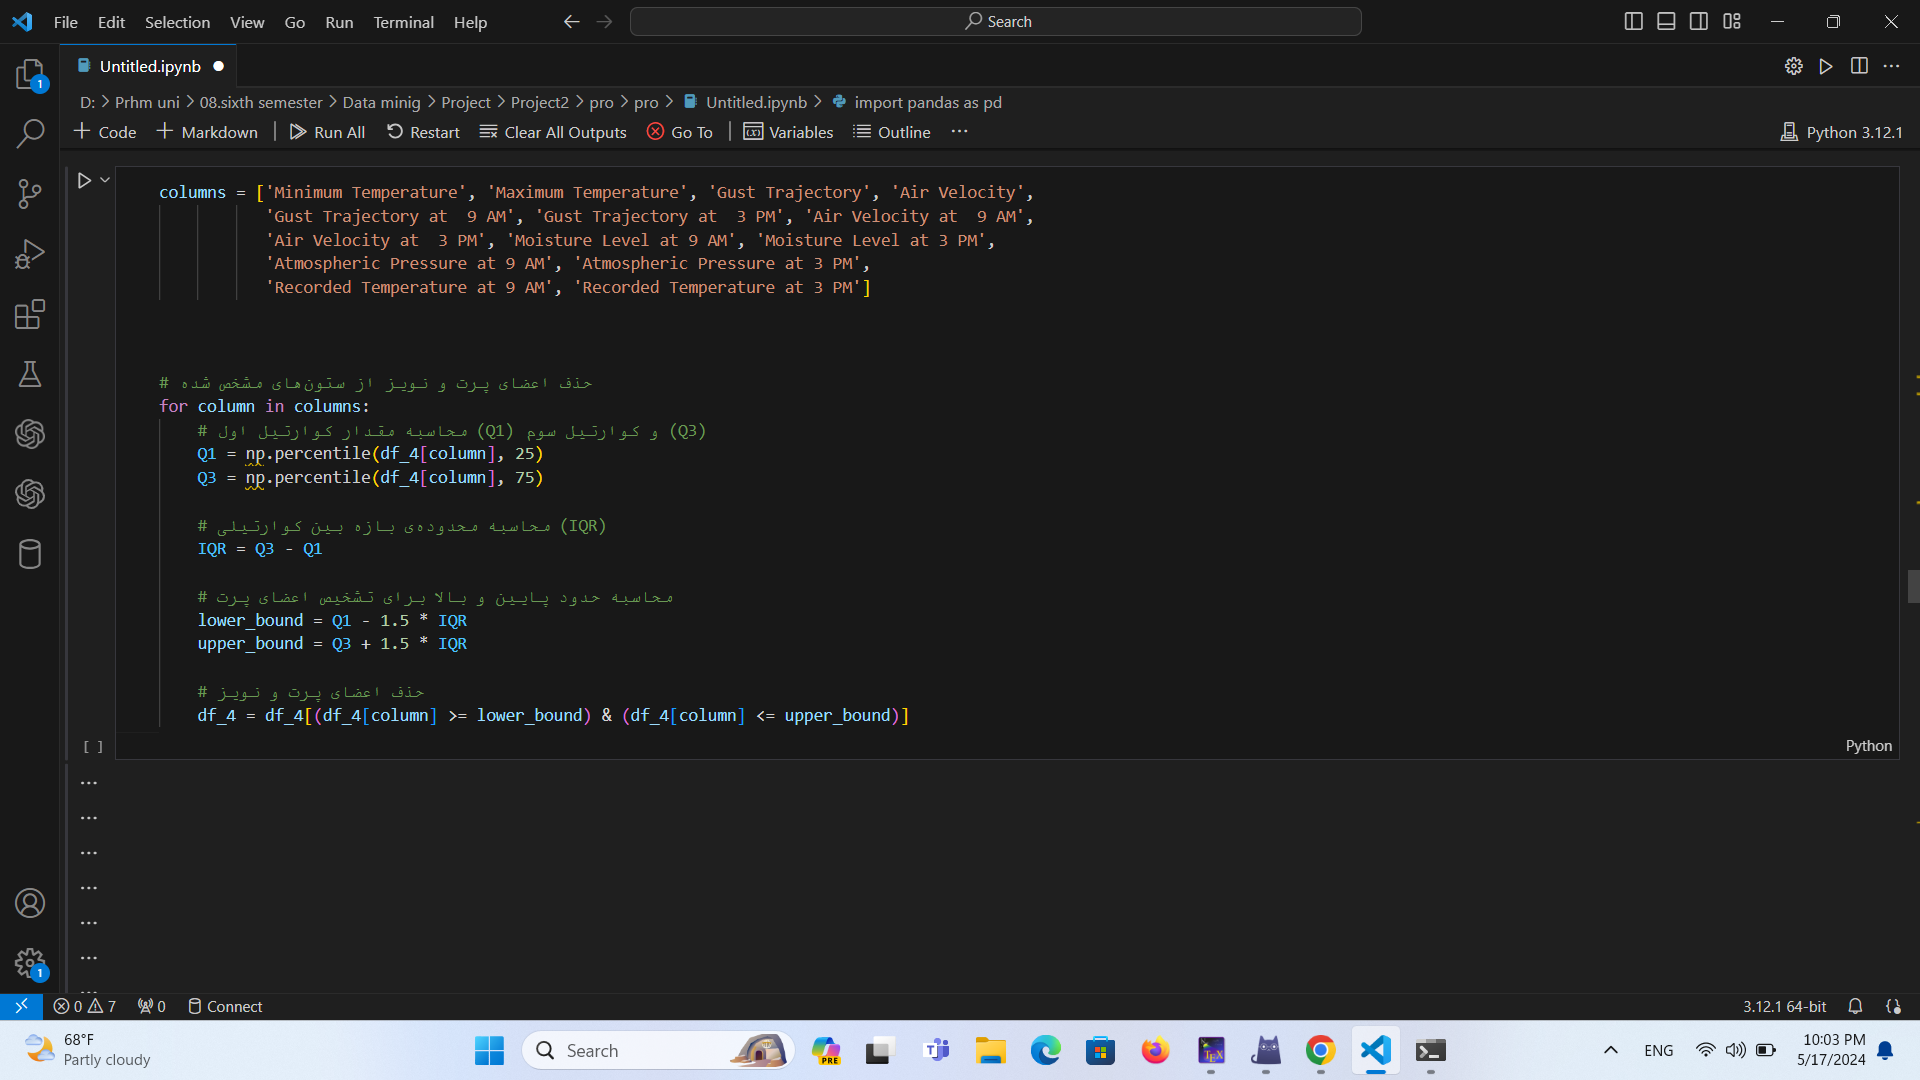 File Edit Selection View Go Run Terminal Help
Search
1
Untitled.ipynb
D: > Prhm uni > 08.sixth semester > Data minig > Project > Project2 > pro > pro > Untitled.ipynb > import pandas as pd
+ Code + Markdown | Run All Restart Clear All Outputs Go To | Variables Outline ···
Python 3.12.1
columns = ['Minimum Temperature', 'Maximum Temperature', 'Gust Trajectory', 'Air Velocity',
'Gust Trajectory at  9 AM', 'Gust Trajectory at  3 PM', 'Air Velocity at  9 AM',
'Air Velocity at  3 PM', 'Moisture Level at 9 AM', 'Moisture Level at 3 PM',
'Atmospheric Pressure at 9 AM', 'Atmospheric Pressure at 3 PM',
'Recorded Temperature at 9 AM', 'Recorded Temperature at 3 PM']
# حذف اعضای پرت و نویز از ستون‌های مشخص شده
for column in columns:
# محاسبه مقدار کوارتیل اول (Q1) و کوارتیل سوم (Q3)
Q1 = np.percentile(df_4[column], 25)
Q3 = np.percentile(df_4[column], 75)
# محاسبه محدوده‌ی بازه بین کوارتیلی (IQR)
IQR = Q3 - Q1
# محاسبه حدود پایین و بالا برای تشخیص اعضای پرت
lower_bound = Q1 - 1.5 * IQR
upper_bound = Q3 + 1.5 * IQR
# حذف اعضای پرت و نویز
df_4 = df_4[(df_4[column] >= lower_bound) & (df_4[column] <= upper_bound)]
[ ]
Python
...
...
...
...
...
...
...
1
0 7 0 Connect
3.12.1 64-bit
68°F
Partly cloudy
Search
PRE
TEX
ENG
10:03 PM
5/17/2024